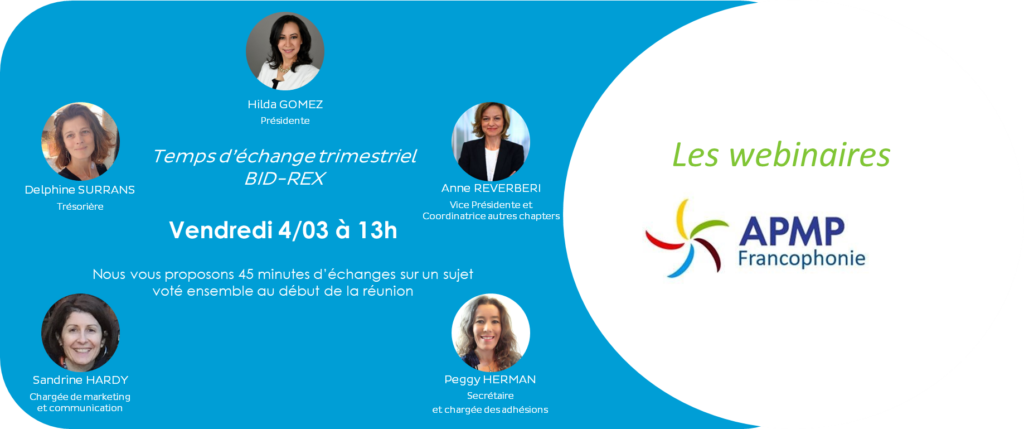 Hilda GOMEZ
Présidente
Delphine SURRANS
Trésorière
Temps d'échange trimestriel
BID-REX
Anne REVERBERI
Vice Présidente et
Coordinatrice autres chapters
Vendredi 4/03 à 13h
Nous vous proposons 45 minutes d'échanges sur un sujet
voté ensemble au début de la réunion
Sandrine HARDY
Chargée de marketing
et communication
Peggy HERMAN
Secrétaire
et chargée des adhésions
Les webinaires
APMP
Francophonie